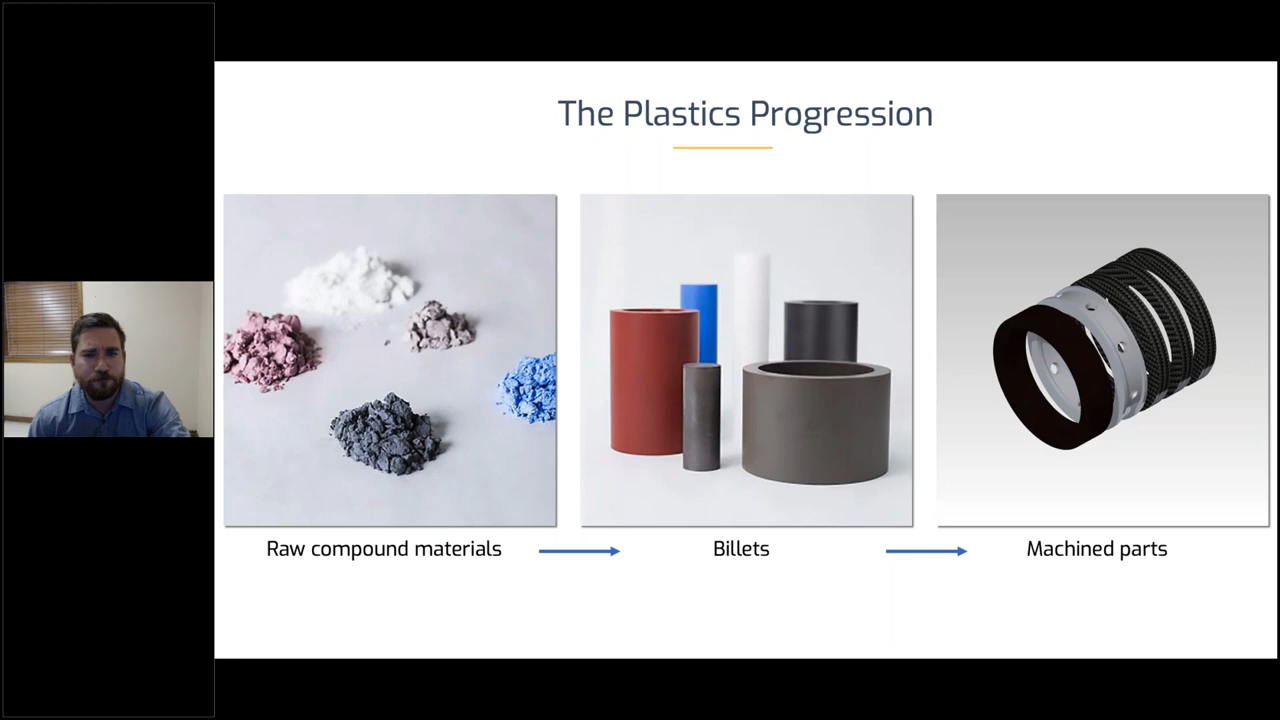 The Plastics Progression
Raw compound materials
Billets
Machined parts